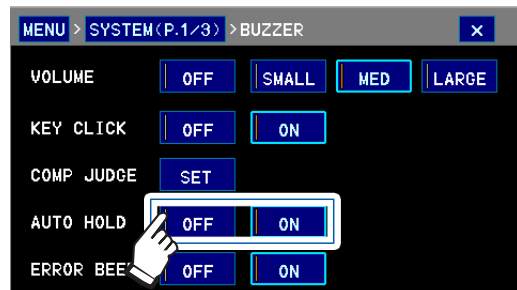 MENU > SYSTEM(P.1/3) >BUZZER ×
VOLUME OFF SMALL MED LARGE
KEY CLICK OFF ON
COMP JUDGE SET
AUTO HOLD OFF ON
ERROR OFF ON